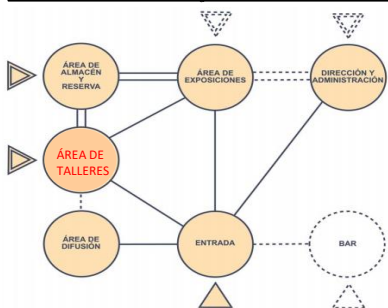 ÁREA DE
ALMACÉN
Y
RESERVA
ÁREA DE
EXPOSICIONES
DIRECCIÓN Y
ADMINISTRACIÓN
ÁREA DE
TALLERES
ÁREA DE
DIFUSIÓN
ENTRADA
BAR